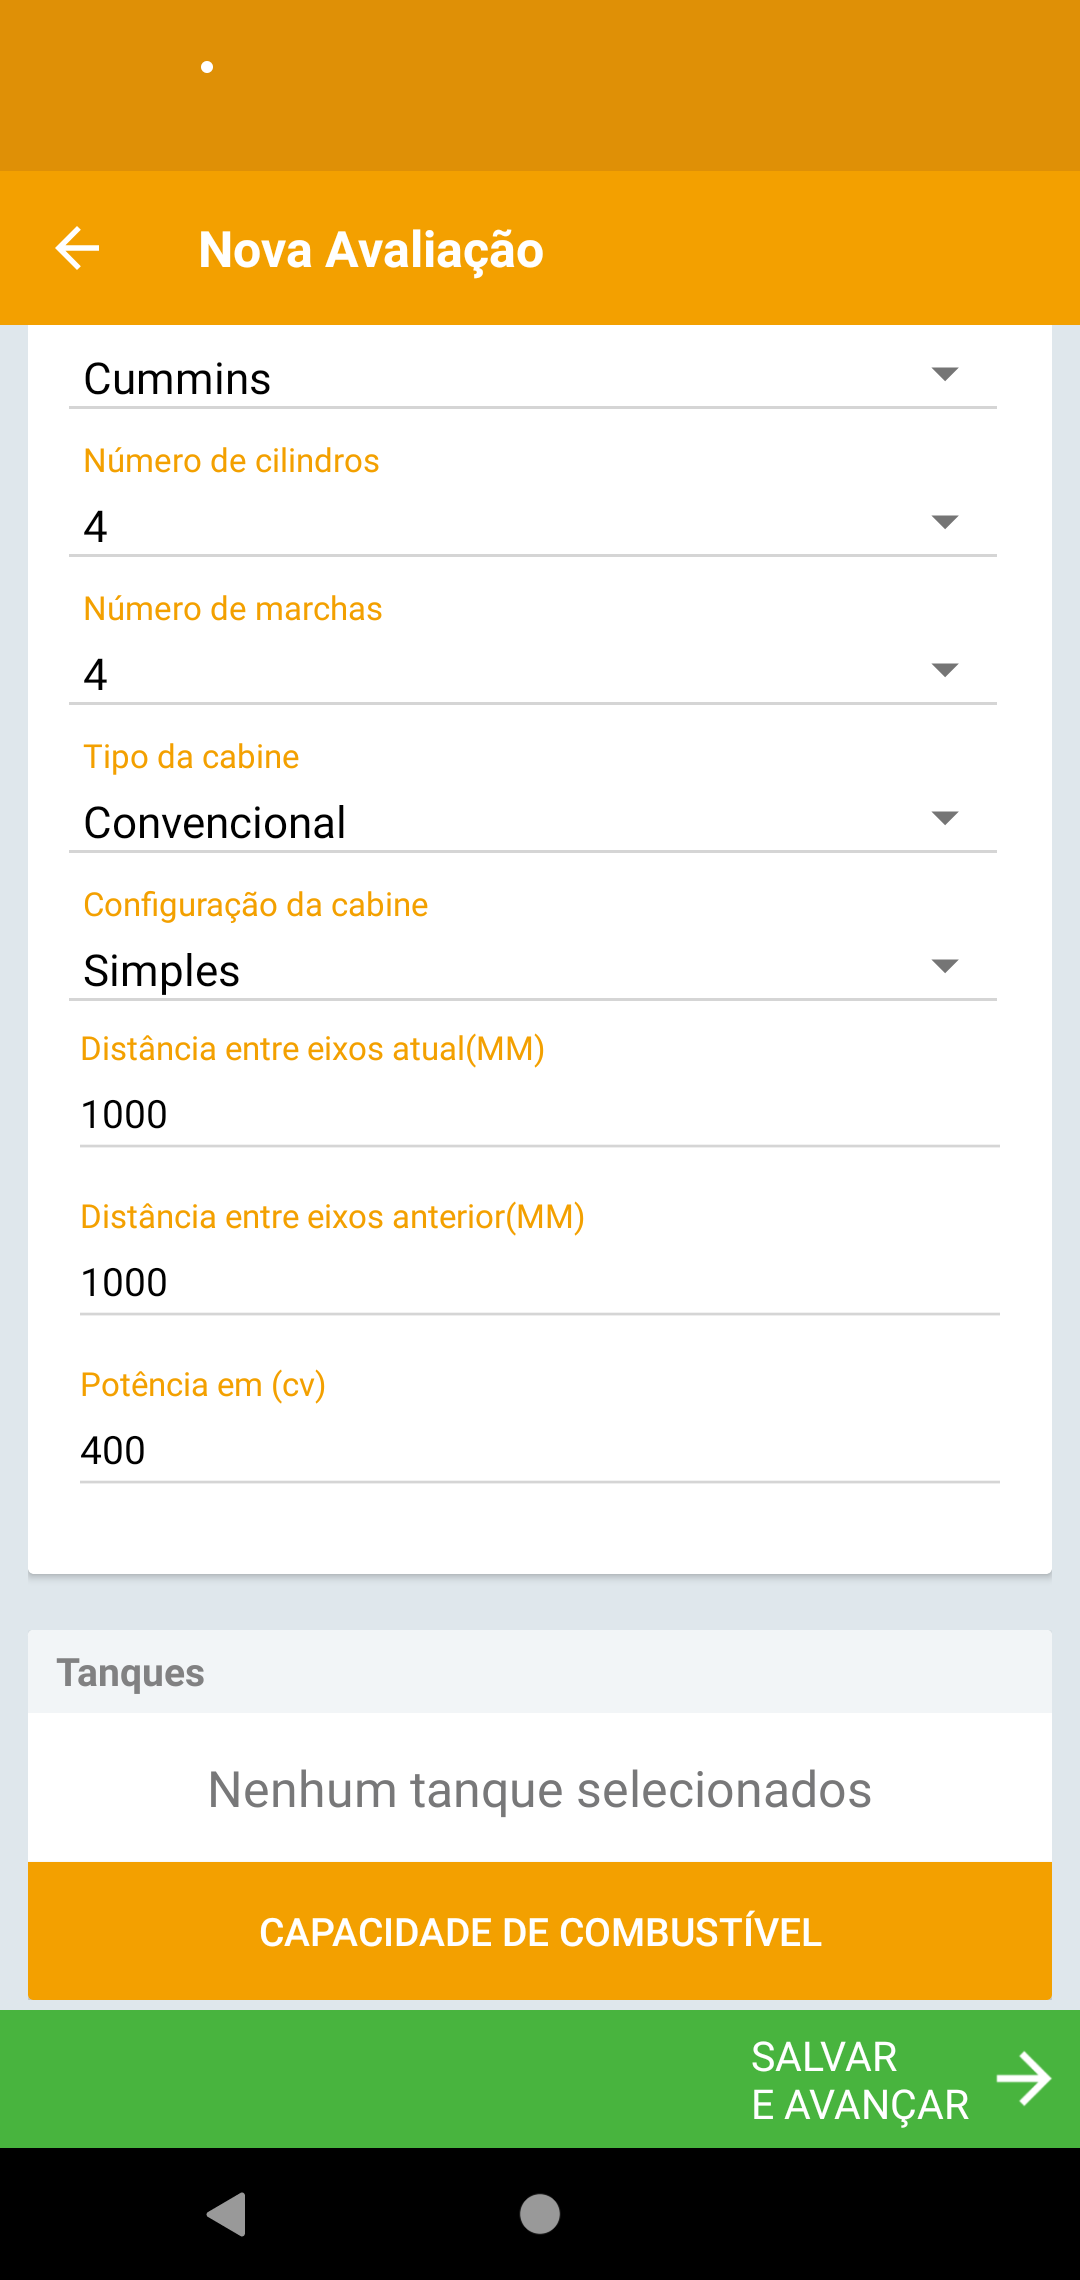 Nova Avaliação
Cummins
Número de cilindros
4
Número de marchas
4
Tipo da cabine
Convencional
Configuração da cabine
Simples
Distância entre eixos atual(MM)
1000
Distância entre eixos anterior(MM)
1000
Potência em (cv)
400
Tanques
Nenhum tanque selecionados
CAPACIDADE DE COMBUSTÍVEL
SALVAR
E AVANÇAR